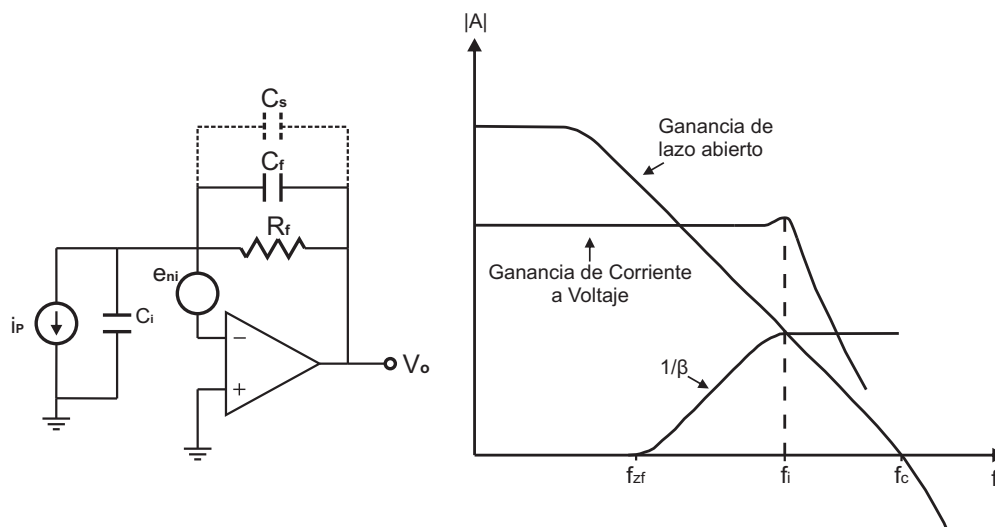 Cs
Cf
Rf
eni
iP
Ci
−
+
Vo
|A|
Ganancia de
lazo abierto
Ganancia de Corriente
a Voltaje
1/β
fzf
fi
fc
f